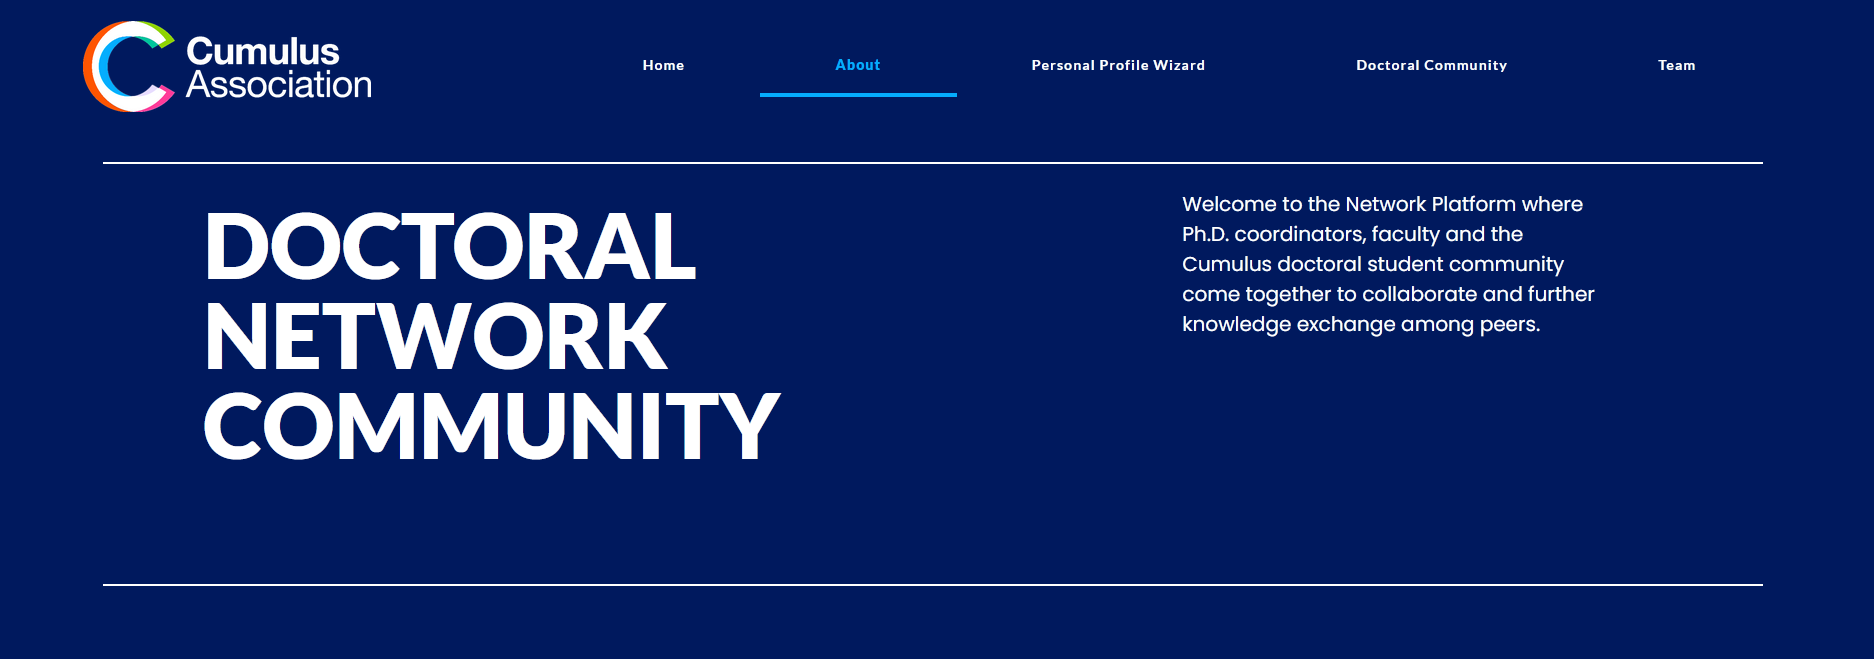 Cumulus
Association
Home
About
Personal Profile Wizard
Doctoral Community
Team
DOCTORAL
NETWORK
COMMUNITY
Welcome to the Network Platform where
Ph.D. coordinators, faculty and the
Cumulus doctoral student community
come together to collaborate and further
knowledge exchange among peers.